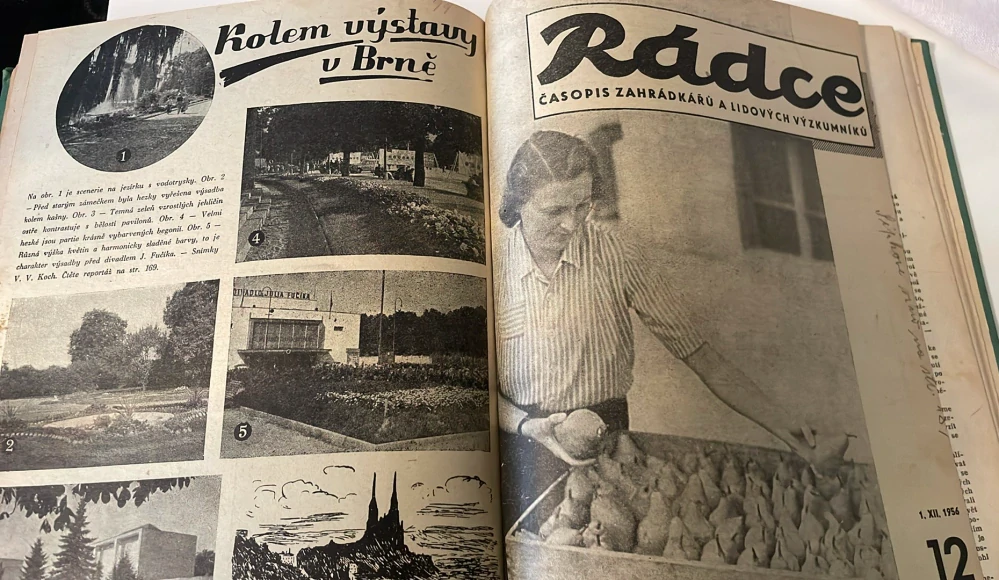 Kolem výstavy
v Brně
1
Na obr. 1 je scenerie na jezírku s vodotrysky. Obr. 2
— Před starým zámečkem byla hezky vyřešena výsadba
kolem kašny. Obr. 3 — Temná zeleň vzrostlých jehličin
ostře kontrastuje s bělostí pavilonů. Obr. 4 — Velmi
hezké jsou partie krásně vybarvených begonií. Obr. 5 —
Různá výška květin a harmonicky sladěné barvy, to je
charakter výsadby před divadlem J. Fučíka. — Snímky
V. V. Koch. Čtěte reportáž na str. 169.
4
DIVADLO JULIA FUČÍKA
2
5
Rádce
ČASOPIS ZAHRÁDKÁŘŮ A LIDOVÝCH VÝZKUMNÍKŮ
1. XII. 1956
12